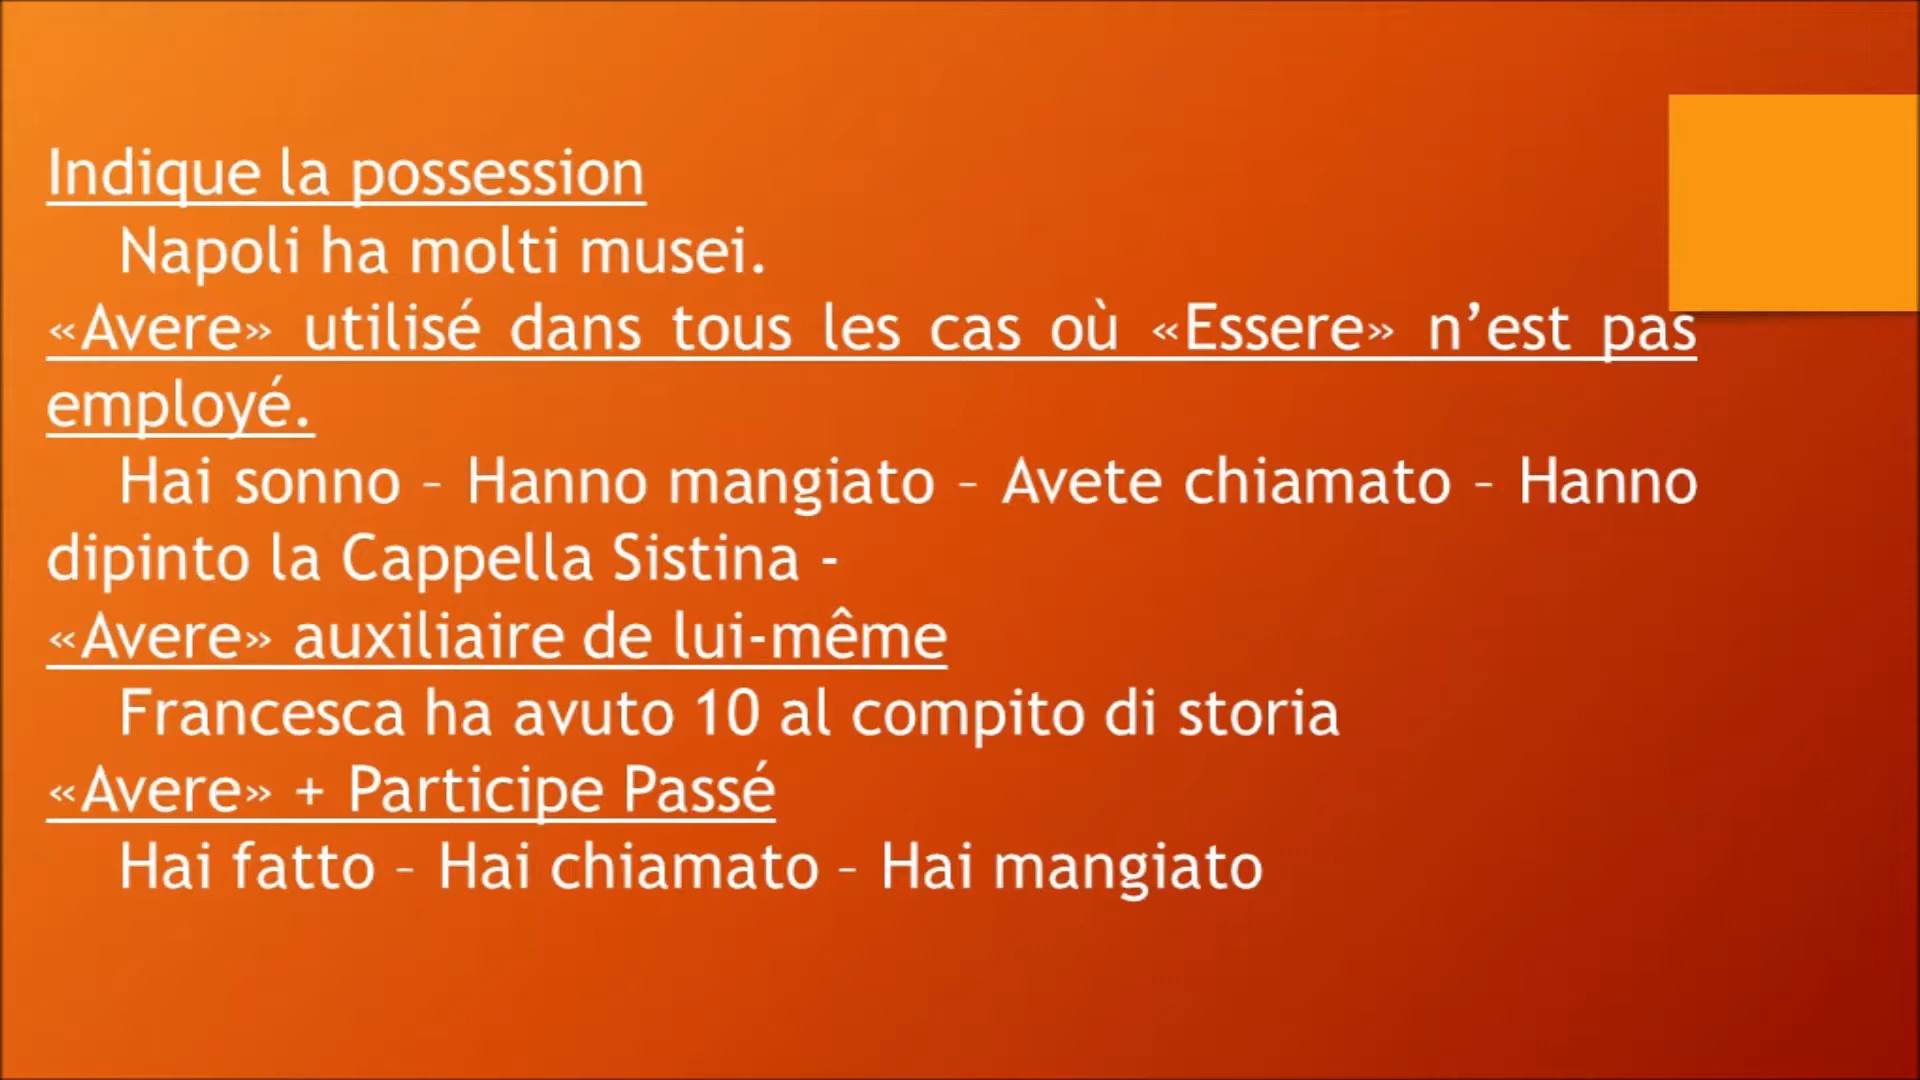 Indique la possession
Napoli ha molti musei.
«Avere» utilisé dans tous les cas où «Essere» n’est pas
employé.
Hai sonno – Hanno mangiato – Avete chiamato – Hanno
dipinto la Cappella Sistina -
«Avere» auxiliaire de lui-même
Francesca ha avuto 10 al compito di storia
«Avere» + Participe Passé
Hai fatto – Hai chiamato – Hai mangiato